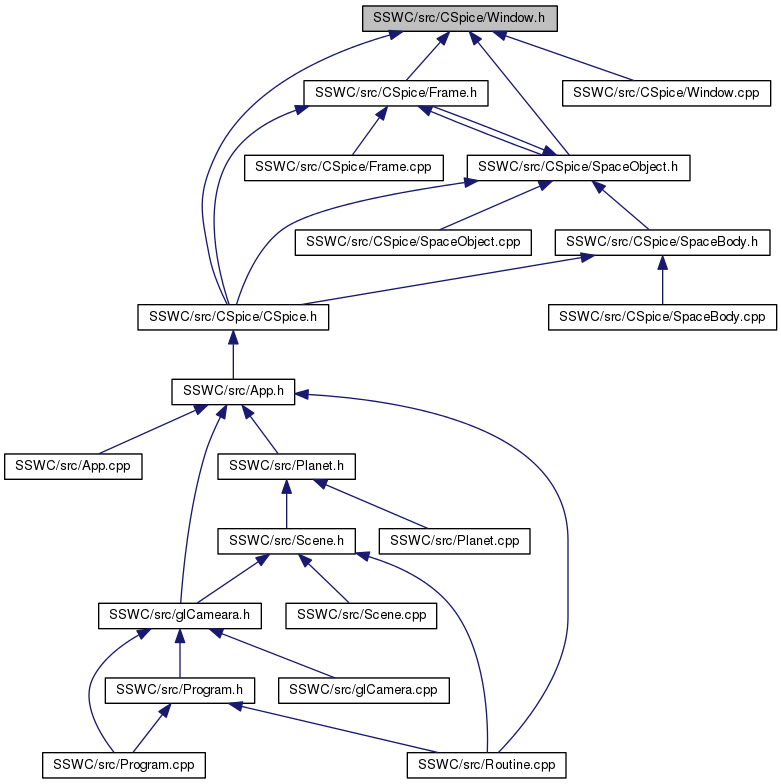 SSWC/src/CSpice/Window.h
SSWC/src/CSpice/Frame.h
SSWC/src/CSpice/Window.cpp
SSWC/src/CSpice/Frame.cpp
SSWC/src/CSpice/SpaceObject.h
SSWC/src/CSpice/SpaceObject.cpp
SSWC/src/CSpice/SpaceBody.h
SSWC/src/CSpice/CSpice.h
SSWC/src/CSpice/SpaceBody.cpp
SSWC/src/App.h
SSWC/src/App.cpp
SSWC/src/Planet.h
SSWC/src/Scene.h
SSWC/src/Planet.cpp
SSWC/src/glCameara.h
SSWC/src/Scene.cpp
SSWC/src/Program.h
SSWC/src/glCamera.cpp
SSWC/src/Program.cpp
SSWC/src/Routine.cpp